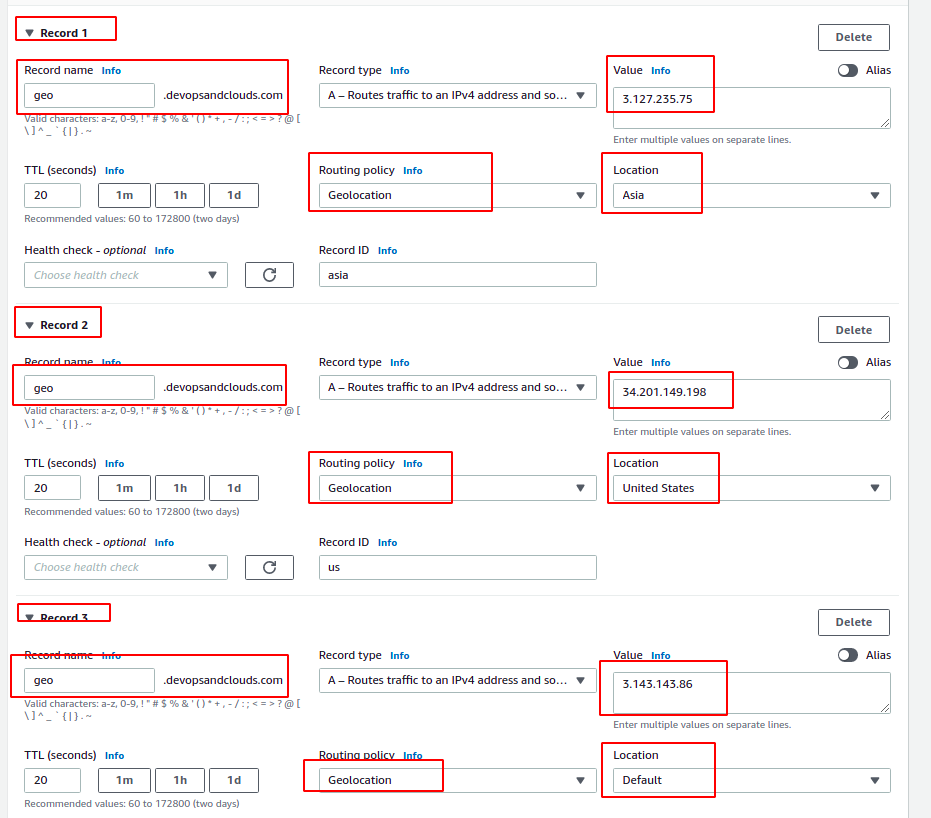 ▼ Record 1
Delete
Record name Info
Record type Info
Value Info
Alias
geo .devopsandclouds.com
A – Routes traffic to an IPv4 address and so...
3.127.235.75
Valid characters: a-z, 0-9, ! " # $ % & ' ( ) * + , - / : ; < = > ? @ [
\ ] ^ _ ` { | } . ~
Enter multiple values on separate lines.
TTL (seconds) Info
Routing policy Info
Location
20 1m 1h 1d
Geolocation
Asia
Recommended values: 60 to 172800 (two days)
Health check – optional Info
Record ID Info
Choose health check
asia
▼ Record 2
Delete
Record name Info
Record type Info
Value Info
Alias
geo .devopsandclouds.com
A – Routes traffic to an IPv4 address and so...
34.201.149.198
Valid characters: a-z, 0-9, ! " # $ % & ' ( ) * + , - / : ; < = > ? @ [
\ ] ^ _ ` { | } . ~
Enter multiple values on separate lines.
TTL (seconds) Info
Routing policy Info
Location
20 1m 1h 1d
Geolocation
United States
Recommended values: 60 to 172800 (two days)
Health check – optional Info
Record ID Info
Choose health check
us
▼ Record 3
Delete
Record name Info
Record type Info
Value Info
Alias
geo .devopsandclouds.com
A – Routes traffic to an IPv4 address and so...
3.143.143.86
Valid characters: a-z, 0-9, ! " # $ % & ' ( ) * + , - / : ; < = > ? @ [
\ ] ^ _ ` { | } . ~
Enter multiple values on separate lines.
TTL (seconds) Info
Routing policy Info
Location
20 1m 1h 1d
Geolocation
Default
Recommended values: 60 to 172800 (two days)